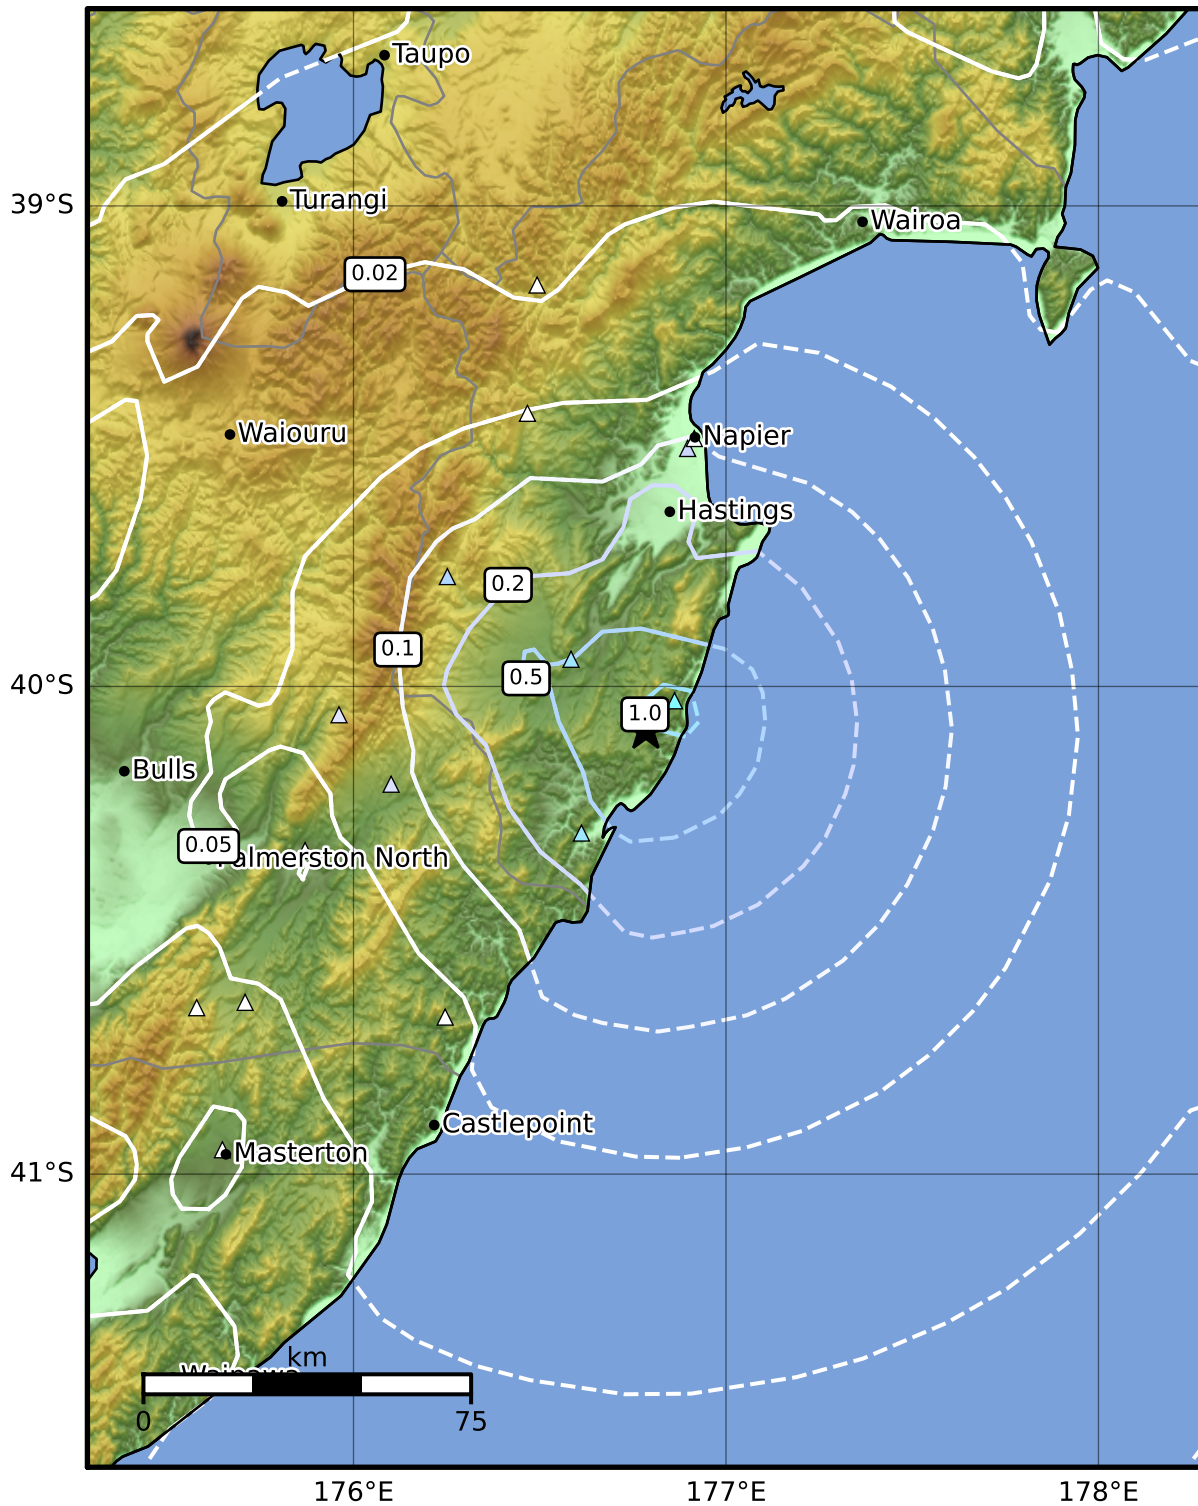 Taupo
39°S
Turangi
Wairoa
0.02
Waiouru
Napier
Hastings
0.2
0.1
0.5
40°S
1.0
Bulls
0.05
Palmerston North
Castlepoint
Masterton
41°S
km
Waipawa
0
75
176°E
177°E
178°E